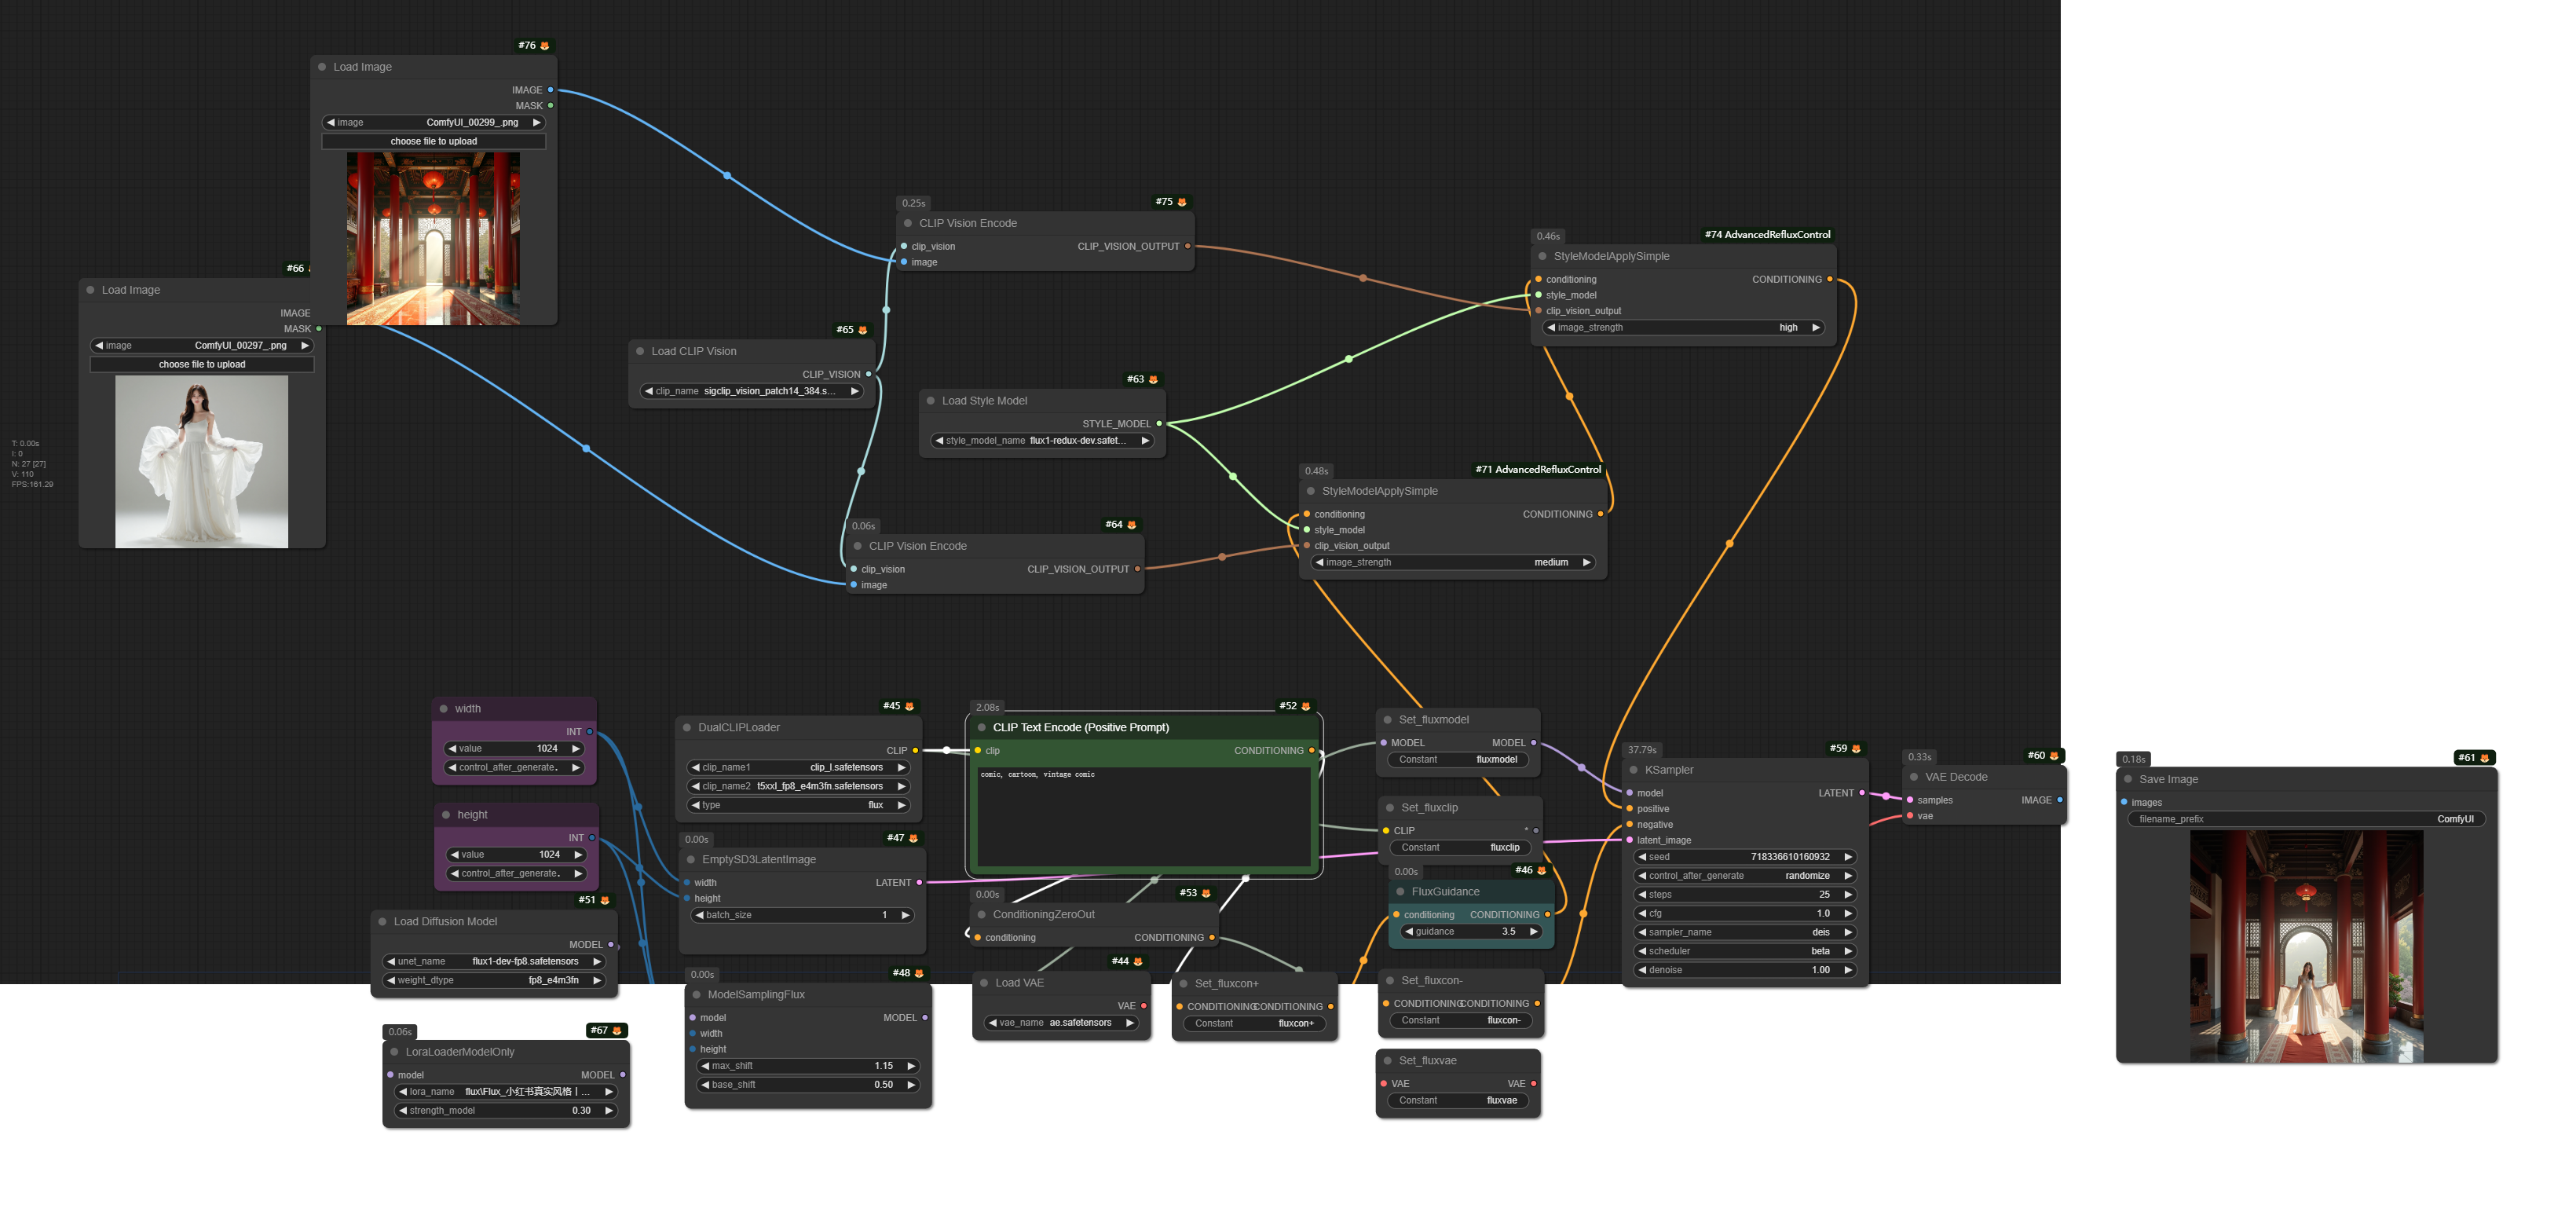 #76
Load Image
IMAGE
MASK
image ComfyUI_00299_.png
choose file to upload
#66
Load Image
IMAGE
MASK
image ComfyUI_00297_.png
choose file to upload
T: 0.00s
I: 0
N: 27 [27]
V: 110
FPS:161.29
0.25s
#75
CLIP Vision Encode
clip_vision CLIP_VISION_OUTPUT
image
#65
Load CLIP Vision
CLIP_VISION
clip_name sigclip_vision_patch14_384.s...
#63
Load Style Model
STYLE_MODEL
style_model_name flux1-redux-dev.safet...
0.46s
#74 AdvancedRefluxControl
StyleModelApplySimple
conditioning CONDITIONING
style_model
clip_vision_output
image_strength high
0.48s
#71 AdvancedRefluxControl
StyleModelApplySimple
conditioning CONDITIONING
style_model
clip_vision_output
image_strength medium
0.06s
#64
CLIP Vision Encode
clip_vision CLIP_VISION_OUTPUT
image
width
INT
value 1024
control_after_generate.
height
INT
value 1024
control_after_generate.
#51
Load Diffusion Model
MODEL
unet_name flux1-dev-fp8.safetensors
weight_dtype fp8_e4m3fn
0.06s
#67
LoraLoaderModelOnly
model MODEL
lora_name flux\Flux_小红书真实风格丨...
strength_model 0.30
#45
DualCLIPLoader
CLIP
clip_name1 clip_l.safetensors
clip_name2 t5xxl_fp8_e4m3fn.safetensors
type flux
0.00s
#47
EmptySD3LatentImage
width LATENT
height
batch_size 1
0.00s
#48
ModelSamplingFlux
model MODEL
width
height
max_shift 1.15
base_shift 0.50
2.08s
#52
CLIP Text Encode (Positive Prompt)
clip CONDITIONING
comic, cartoon, vintage comic
0.00s
#53
ConditioningZeroOut
conditioning CONDITIONING
#44
Load VAE
VAE
vae_name ae.safetensors
Set_fluxcon+
CONDITIONING CONDITIONING
Constant fluxcon+
Set_fluxmodel
MODEL MODEL
Constant fluxmodel
Set_fluxclip
CLIP *
Constant fluxclip
0.00s
#46
FluxGuidance
conditioning CONDITIONING
guidance 3.5
Set_fluxcon-
CONDITIONING CONDITIONING
Constant fluxcon-
Set_fluxvae
VAE VAE
Constant fluxvae
37.79s
#59
KSampler
model LATENT
positive
negative
latent_image
seed 718336610160932
control_after_generate randomize
steps 25
cfg 1.0
sampler_name deis
scheduler beta
denoise 1.00
0.33s
#60
VAE Decode
samples IMAGE
vae
0.18s
#61
Save Image
images
filename_prefix ComfyUI